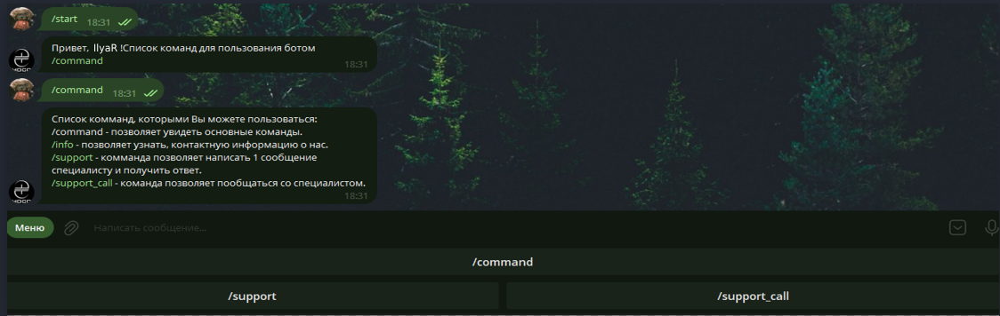 /start 18:31
Привет, IlyaR !Список команд для пользования ботом
/command
18:31
/command 18:31
Список комманд, которыми Вы можете пользоваться:
/command - позволяет увидеть основные команды.
/info - позволяет узнать, контактную информацию о нас.
/support - комманда позволяет написать 1 сообщение
специалисту и получить ответ.
/support_call - команда позволяет пообщаться со специалистом.
18:31
Меню Написать сообщение...
/command
/support /support_call